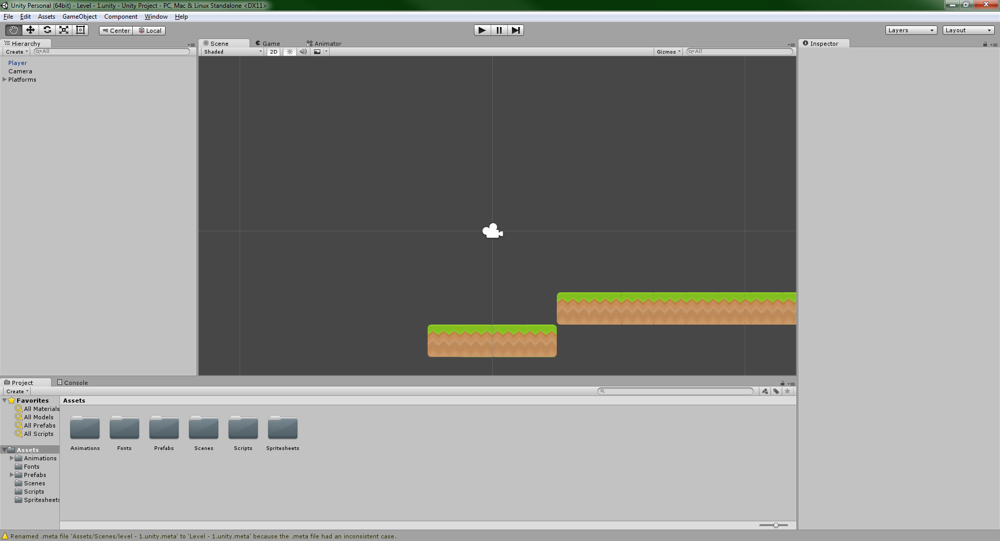 Unity Personal (64bit) - Level - 1.unity - Unity Project - PC, Mac & Linux Standalone <DX11>
File Edit Assets GameObject Component Window Help
Center Local Layers Layout
Hierarchy Scene Game Animator Inspector
Create All Shaded 2D Gizmos All
Player
Camera
Platforms
Project Console
Create
Favorites Assets
All Materials
All Models
All Prefabs
All Scripts
Animations Fonts Prefabs Scenes Scripts Spritesheets
Assets
Animations
Fonts
Prefabs
Scenes
Scripts
Spritesheets
Renamed .meta file 'Assets/Scenes/level - 1.unity.meta' to 'Level - 1.unity.meta' because the .meta file had an inconsistent case.